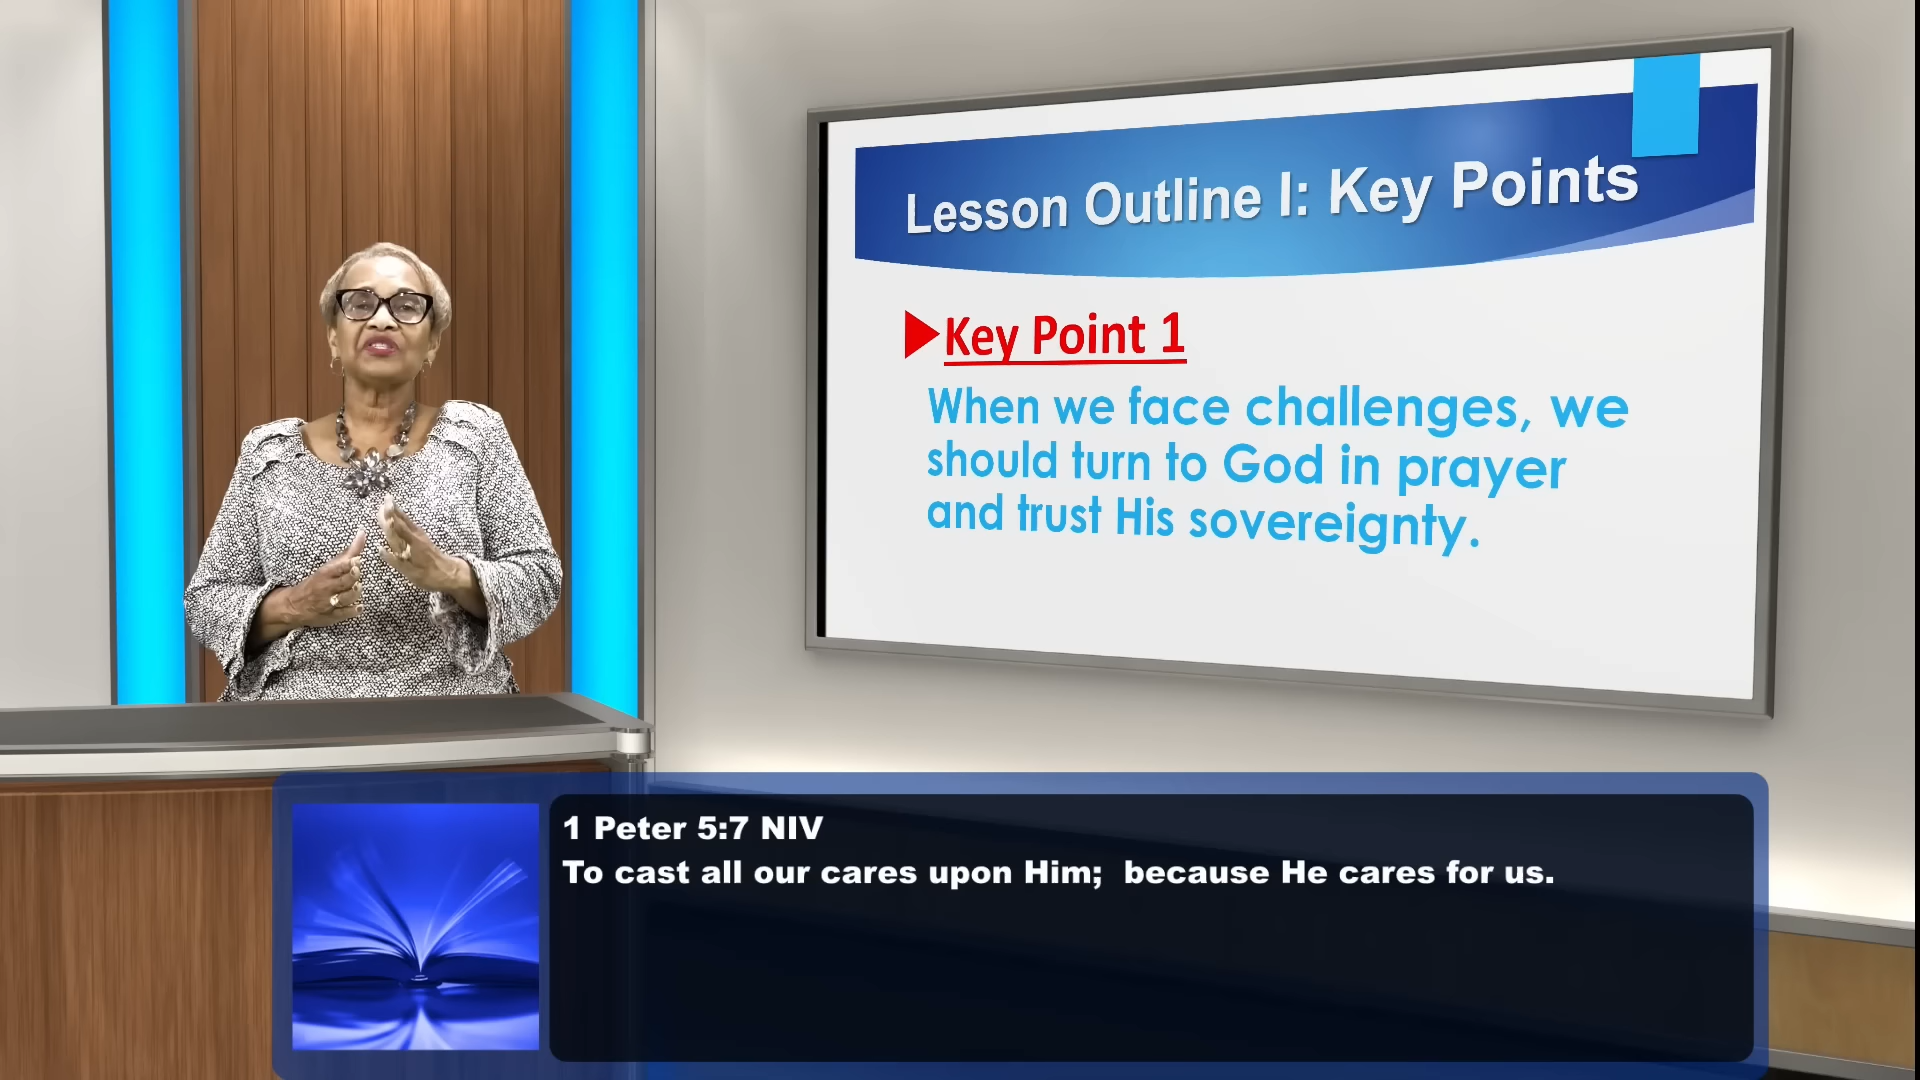 Lesson Outline I: Key Points
Key Point 1
When we face challenges, we
should turn to God in prayer
and trust His sovereignty.
1 Peter 5:7 NIV
To cast all our cares upon Him;  because He cares for us.